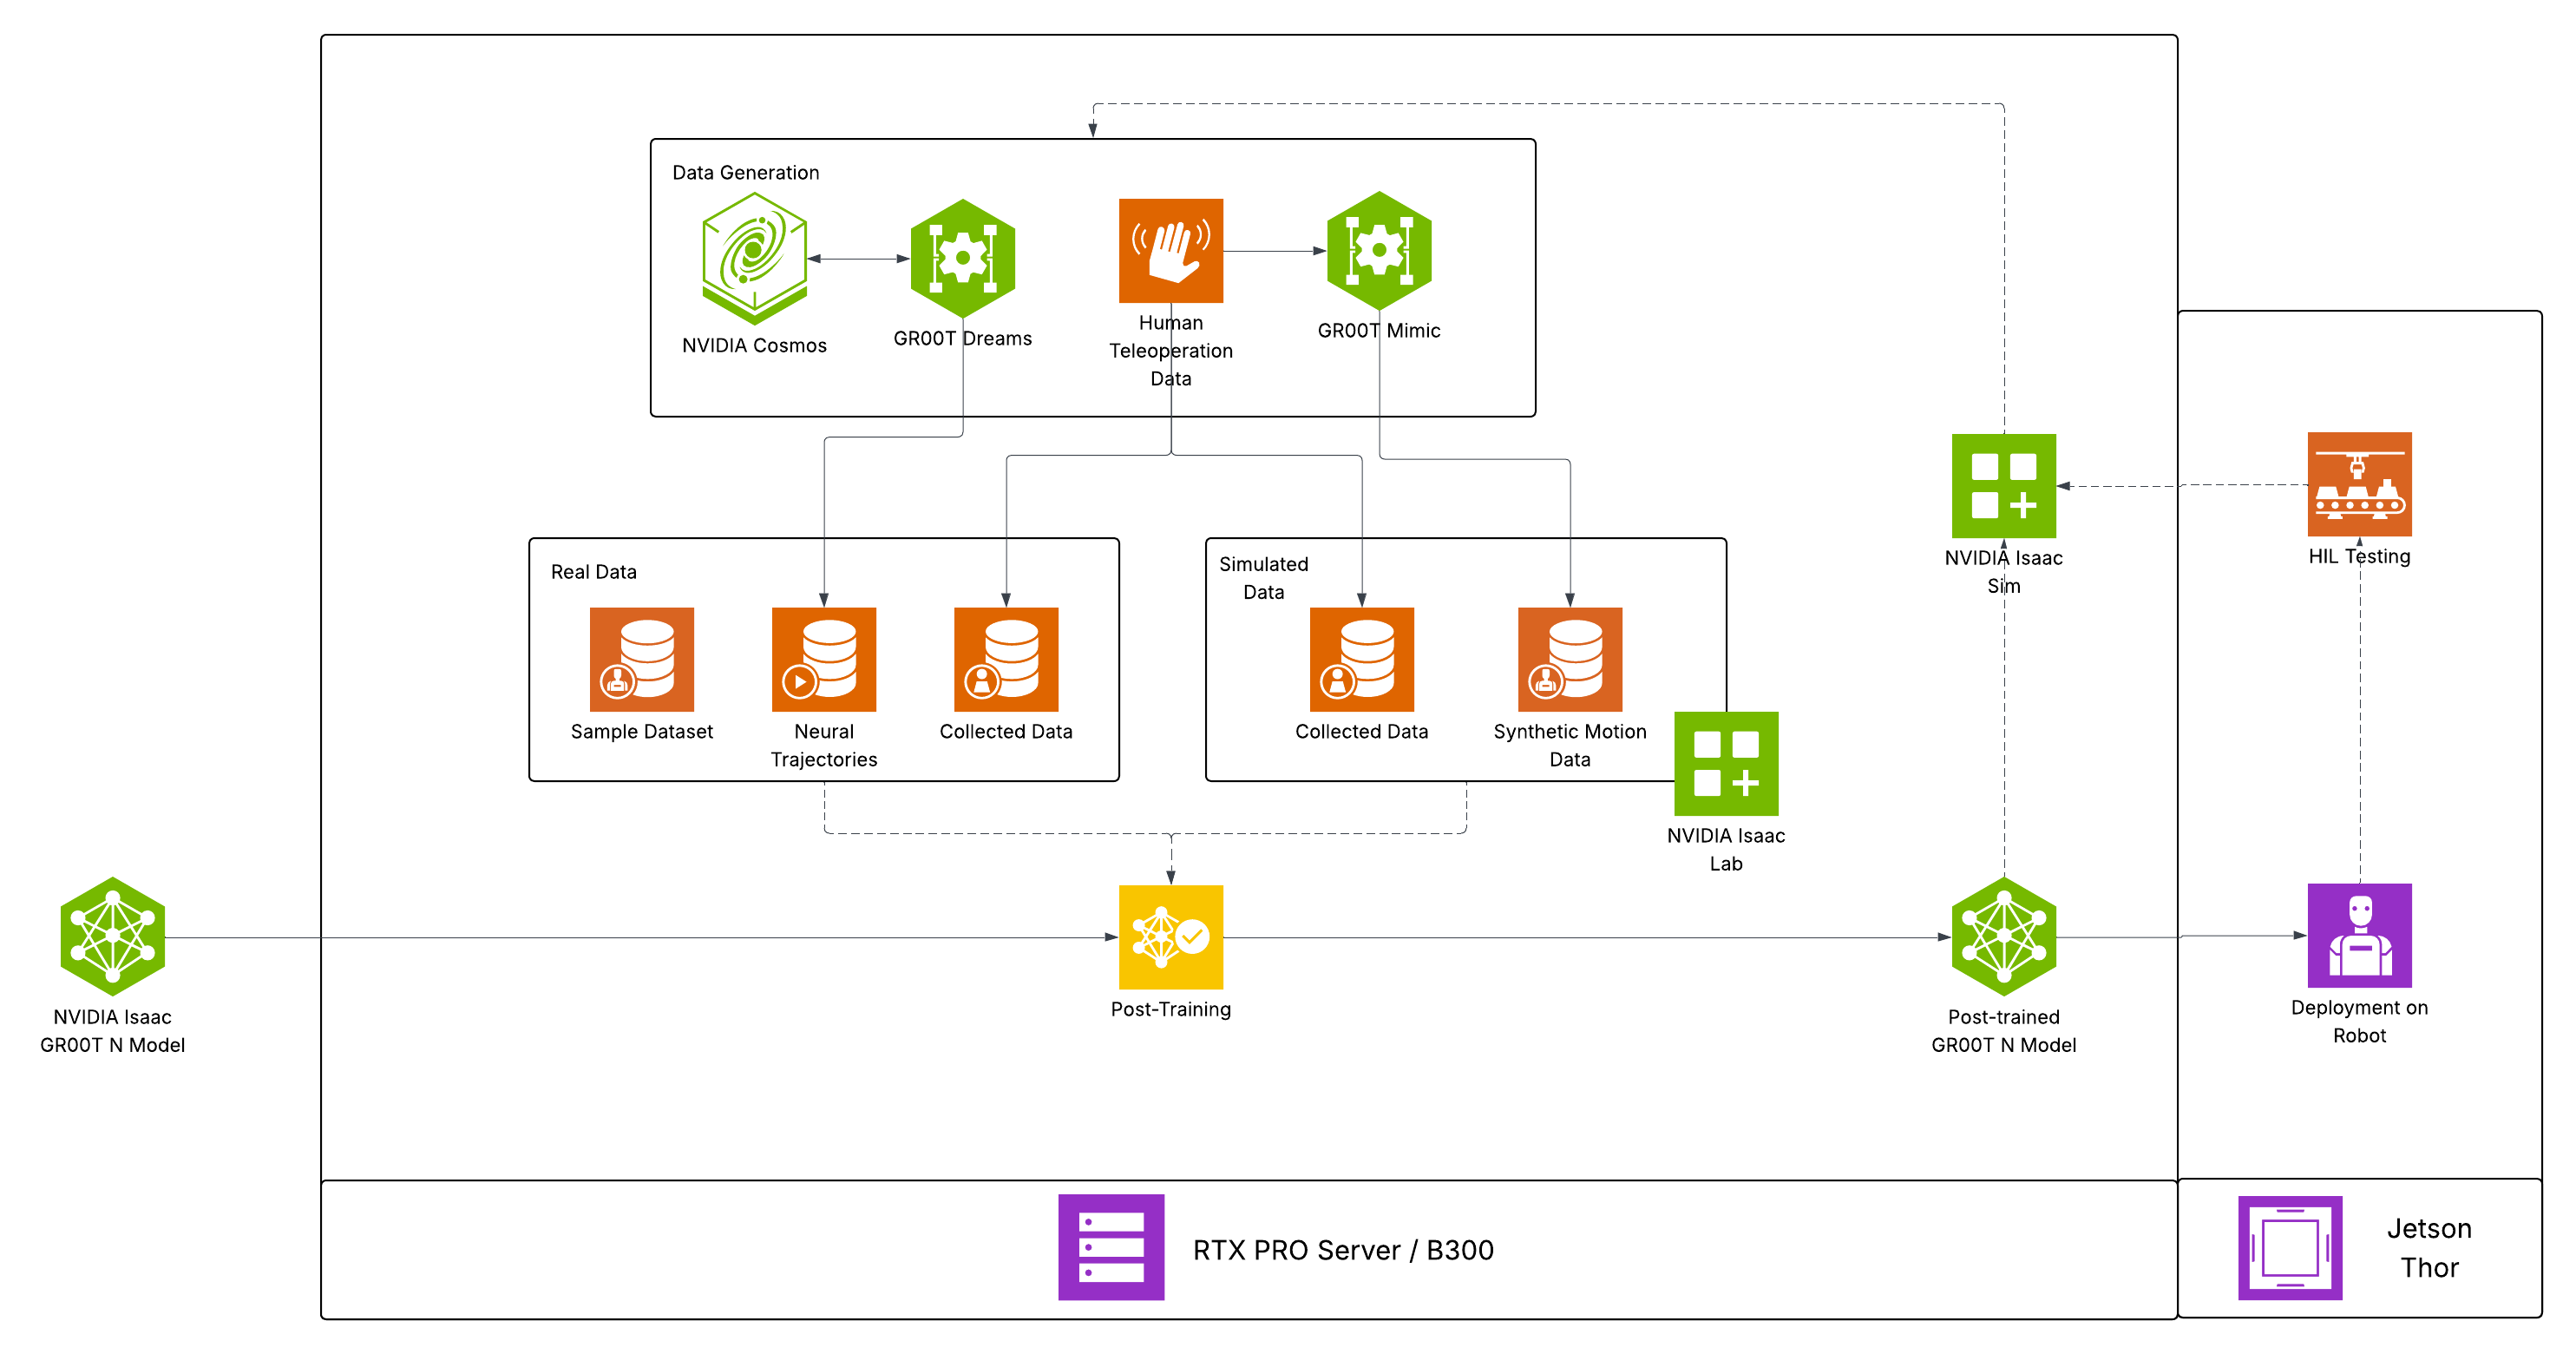 Data Generation
NVIDIA Cosmos
GR00T Dreams
Human
Teleoperation
Data
GR00T Mimic
Real Data
Sample Dataset
Neural
Trajectories
Collected Data
Simulated
Data
Collected Data
Synthetic Motion
Data
NVIDIA Isaac
Lab
NVIDIA Isaac
Sim
HIL Testing
NVIDIA Isaac
GR00T N Model
Post-Training
Post-trained
GR00T N Model
Deployment on
Robot
RTX PRO Server / B300
Jetson
Thor